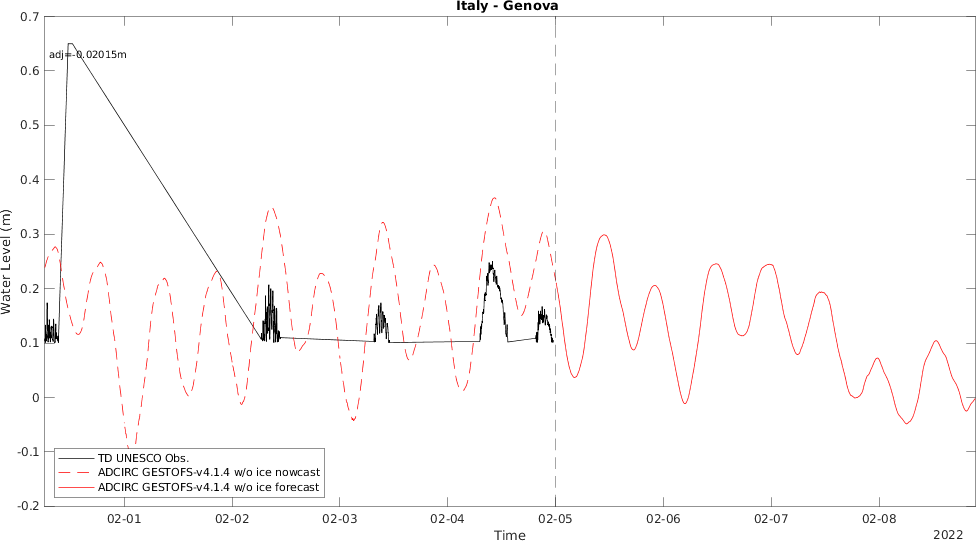 Italy - Genova
0.7
adj=-0.02015m
0.6
0.5
0.4
0.3
0.2
0.1
0
-0.1
-0.2
Water Level (m)
TD UNESCO Obs.
ADCIRC GESTOFS-v4.1.4 w/o ice nowcast
ADCIRC GESTOFS-v4.1.4 w/o ice forecast
02-01 02-02 02-03 02-04 02-05 02-06 02-07 02-08
Time
2022